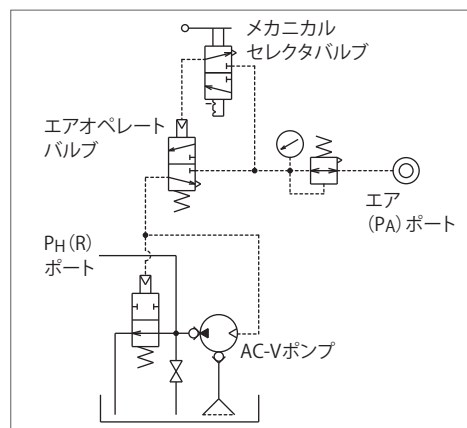 メカニカル
セレクタバルブ
エアオペレート
バルブ
エア
(PA)ポート
PH(R)
ポート
AC-Vポンプ